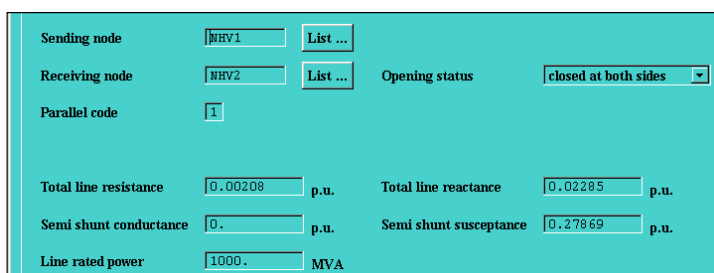 Sending node NHV1 List ...
Receiving node NHV2 List ... Opening status closed at both sides
Parallel code 1
Total line resistance 0.00208 p.u. Total line reactance 0.02285 p.u.
Semi shunt conductance 0. p.u. Semi shunt susceptance 0.27869 p.u.
Line rated power 1000. MVA